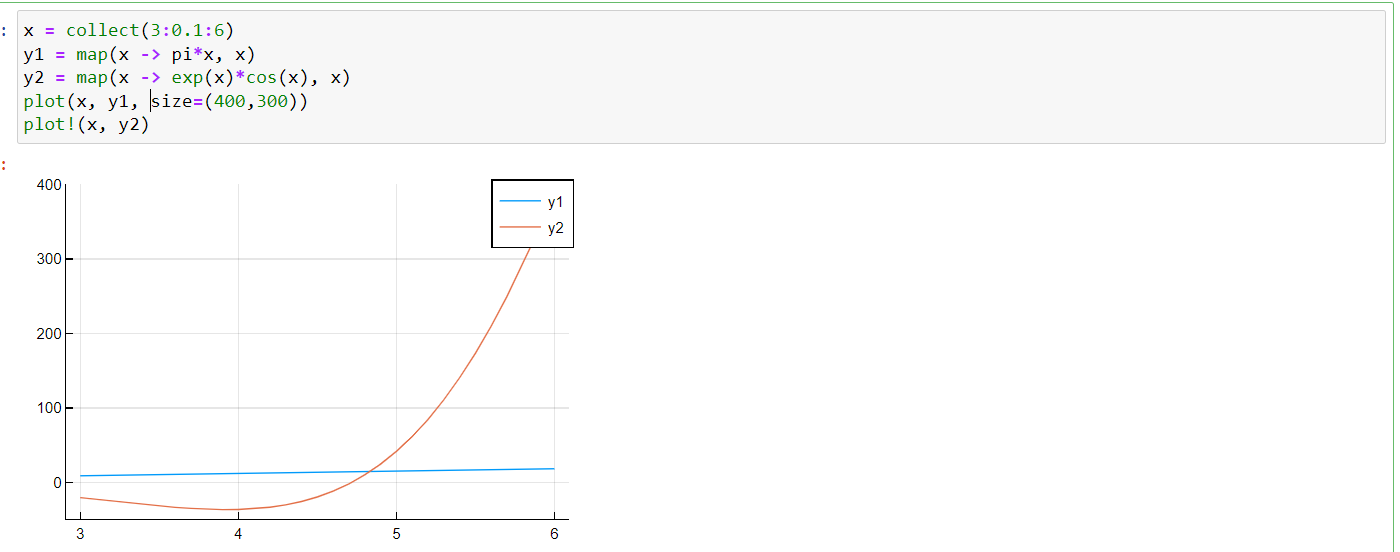 : x = collect(3:0.1:6)
y1 = map(x -> pi*x, x)
y2 = map(x -> exp(x)*cos(x), x)
plot(x, y1, size=(400,300))
plot!(x, y2)
:
400
y1
y2
300
200
100
0
3 4 5 6